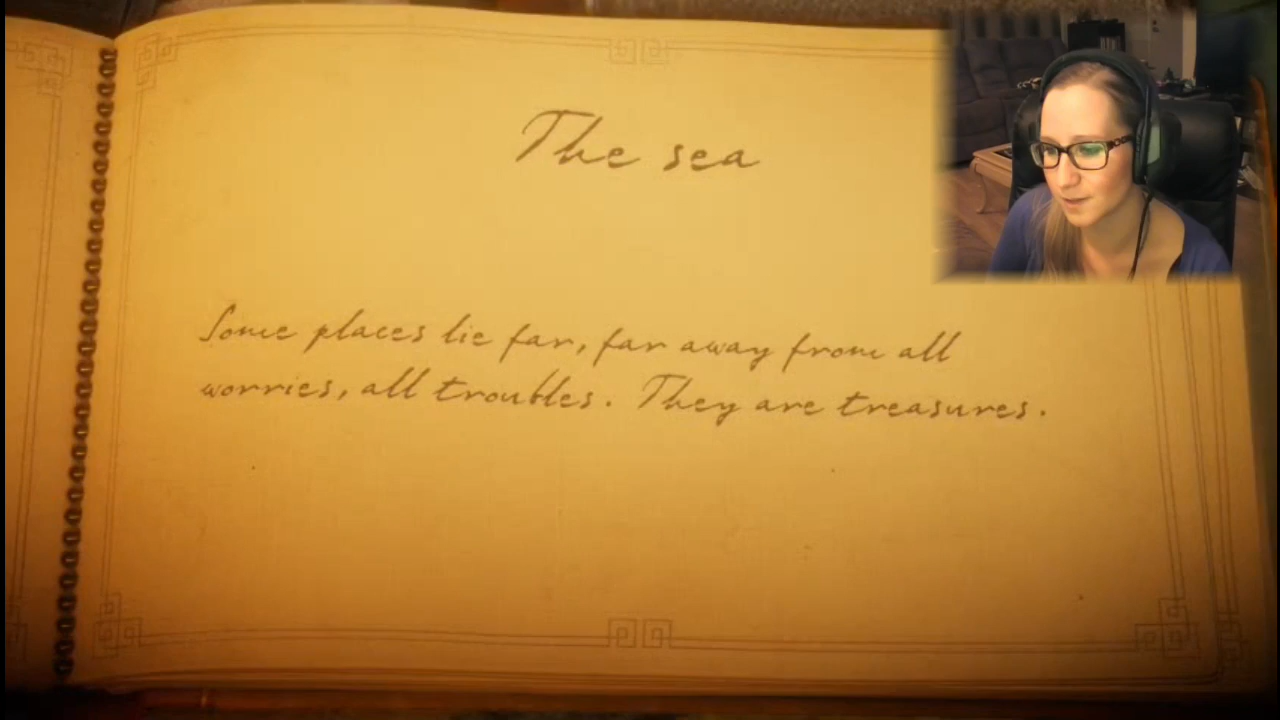 The sea
Some places lie far, far away from all
worries, all troubles. They are treasures.